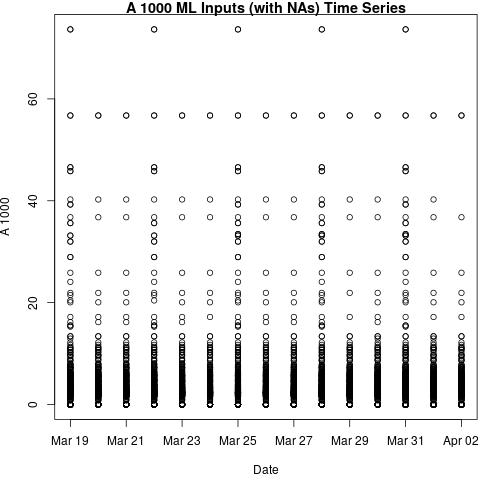 A 1000 ML Inputs (with NAs) Time Series
A 1000
60
40
20
0
Mar 19 Mar 21 Mar 23 Mar 25 Mar 27 Mar 29 Mar 31 Apr 02
Date